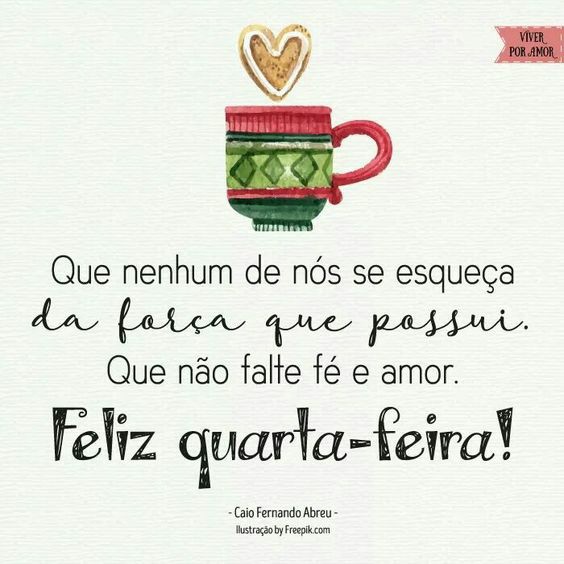 VIVER
POR AMOR
Que nenhum de nós se esqueça
da força que possui.
Que não falte fé e amor.
Feliz quarta-feira!
- Caio Fernando Abreu -
Ilustração by Freepik.com